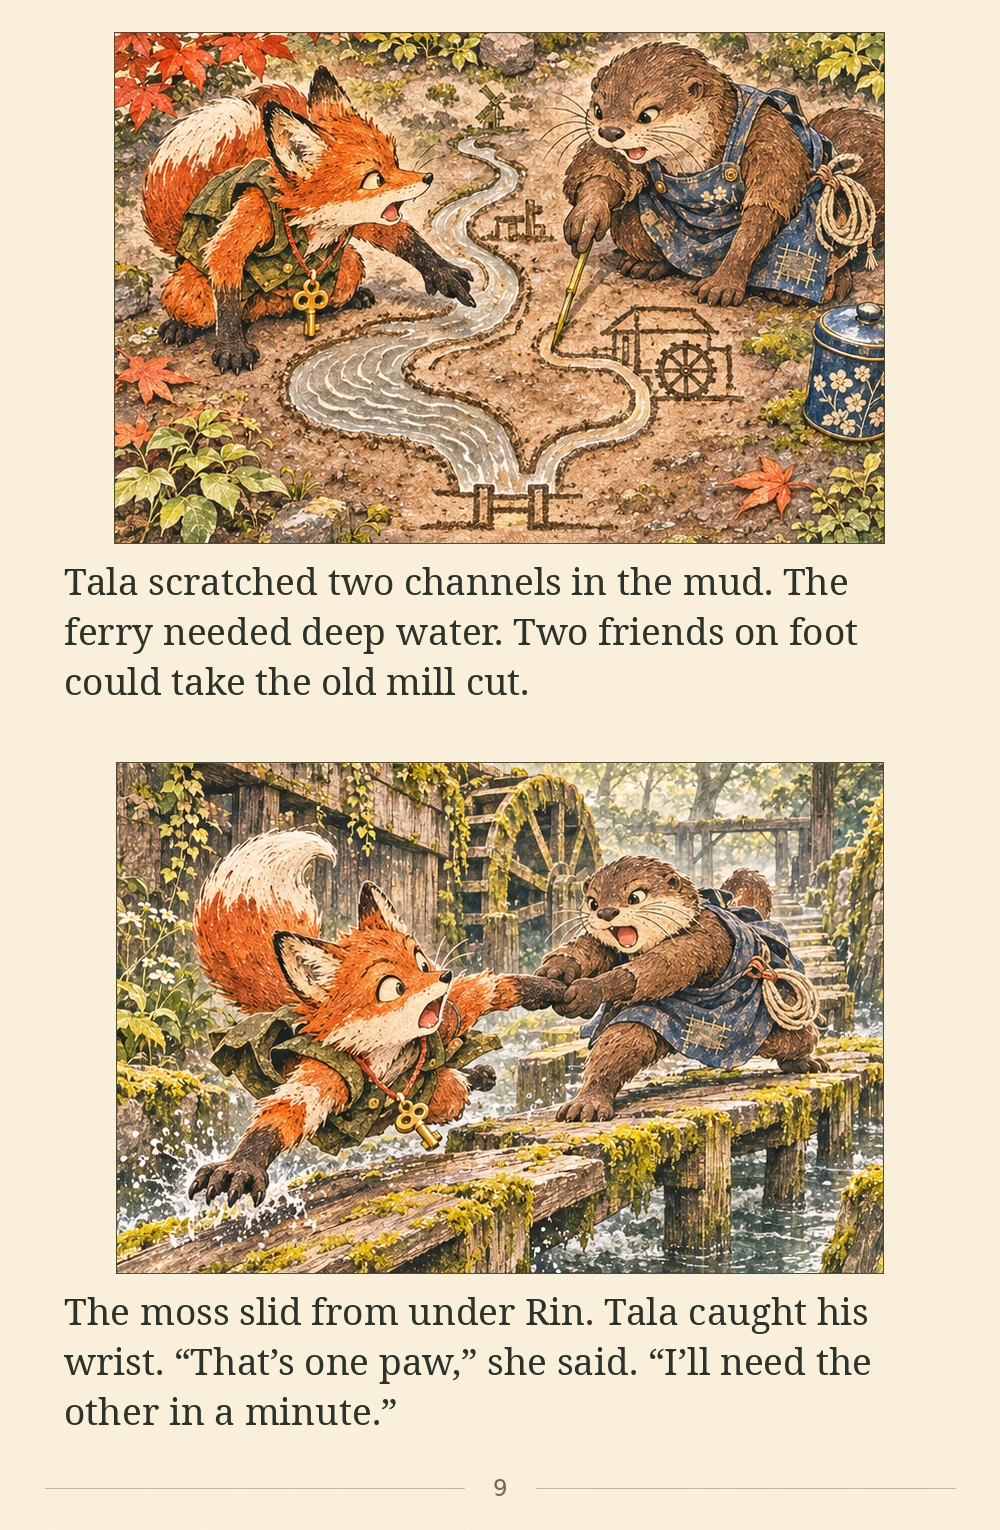 Tala scratched two channels in the mud. The
ferry needed deep water. Two friends on foot
could take the old mill cut.
The moss slid from under Rin. Tala caught his
wrist. “That’s one paw,” she said. “I’ll need the
other in a minute.”
9